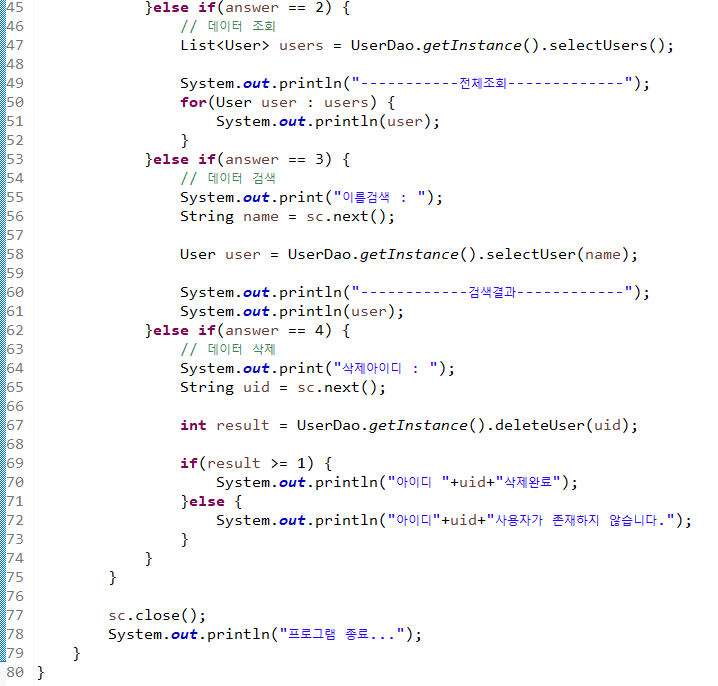 45             }else if(answer == 2) {
46                 // 데이터 조회
47                 List<User> users = UserDao.getInstance().selectUsers();
48
49                 System.out.println("-----------전체조회-------------");
50                 for(User user : users) {
51                     System.out.println(user);
52                 }
53             }else if(answer == 3) {
54                 // 데이터 검색
55                 System.out.print("이름검색 : ");
56                 String name = sc.next();
57
58                 User user = UserDao.getInstance().selectUser(name);
59
60                 System.out.println("------------검색결과------------");
61                 System.out.println(user);
62             }else if(answer == 4) {
63                 // 데이터 삭제
64                 System.out.print("삭제아이디 : ");
65                 String uid = sc.next();
66
67                 int result = UserDao.getInstance().deleteUser(uid);
68
69                 if(result >= 1) {
70                     System.out.println("아이디 "+uid+"삭제완료");
71                 }else {
72                     System.out.println("아이디"+uid+"사용자가 존재하지 않습니다.");
73                 }
74             }
75         }
76
77         sc.close();
78         System.out.println("프로그램 종료...");
79     }
80 }